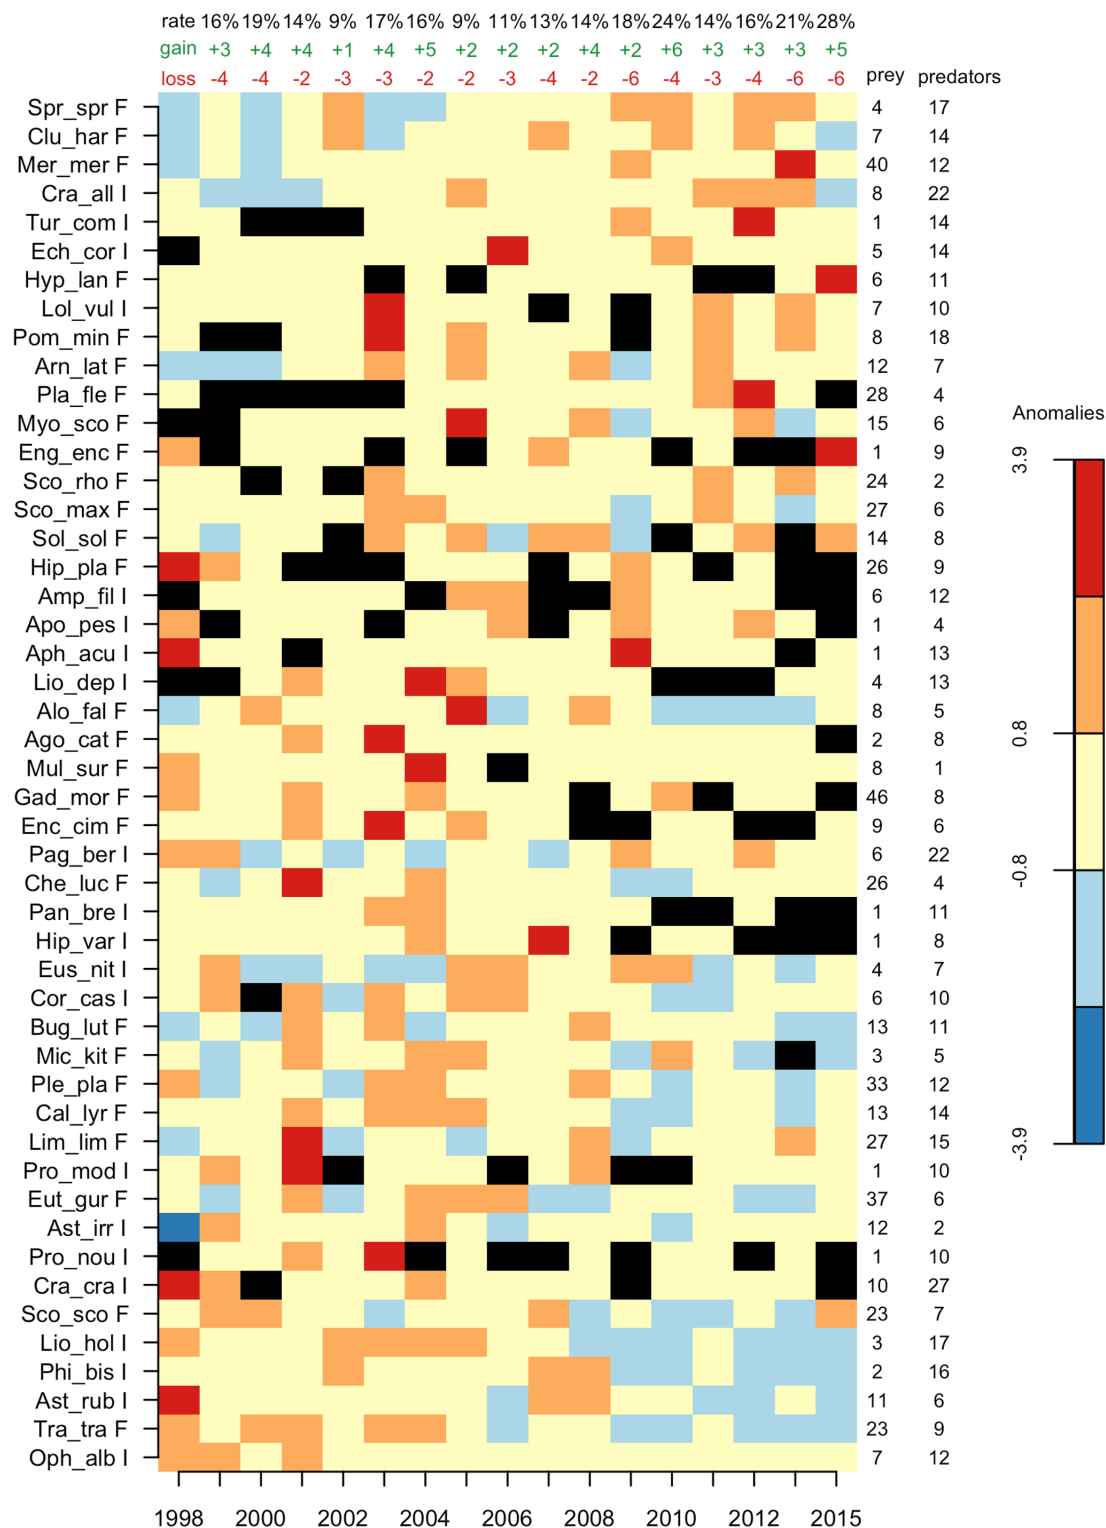 rate 16% 19% 14% 9% 17% 16% 9% 11% 13% 14% 18% 24% 14% 16% 21% 28%
gain +3 +4 +4 +1 +4 +5 +2 +2 +2 +4 +2 +6 +3 +3 +3 +5
loss -4 -4 -2 -3 -3 -2 -2 -3 -4 -2 -6 -4 -3 -4 -6 -6 prey predators
Spr_spr F 4 17
Clu_har F 7 14
Mer_mer F 40 12
Cra_all I 8 22
Tur_com I 1 14
Ech_cor I 5 14
Hyp_lan F 6 11
Lol_vul I 7 10
Pom_min F 8 18
Arn_lat F 12 7
Pla_fle F 28 4
Myo_sco F 15 6
Eng_enc F 1 9
Sco_rho F 24 2
Sco_max F 27 6
Sol_sol F 14 8
Hip_pla F 26 9
Amp_fil I 6 12
Apo_pes I 1 4
Aph_acu I 1 13
Lio_dep I 4 13
Alo_fal F 8 5
Ago_cat F 2 8
Mul_sur F 8 1
Gad_mor F 46 8
Enc_cim F 9 6
Pag_ber I 6 22
Che_luc F 26 4
Pan_bre I 1 11
Hip_var I 1 8
Eus_nit I 4 7
Cor_cas I 6 10
Bug_lut F 13 11
Mic_kit F 3 5
Ple_pla F 33 12
Cal_lyr F 13 14
Lim_lim F 27 15
Pro_mod I 1 10
Eut_gur F 37 6
Ast_irr I 12 2
Pro_nou I 1 10
Cra_cra I 10 27
Sco_sco F 23 7
Lio_hol I 3 17
Phi_bis I 2 16
Ast_rub I 11 6
Tra_tra F 23 9
Oph_alb I 7 12
1998 2000 2002 2004 2006 2008 2010 2012 2015
Anomalies
3.9
0.8
-0.8
-3.9